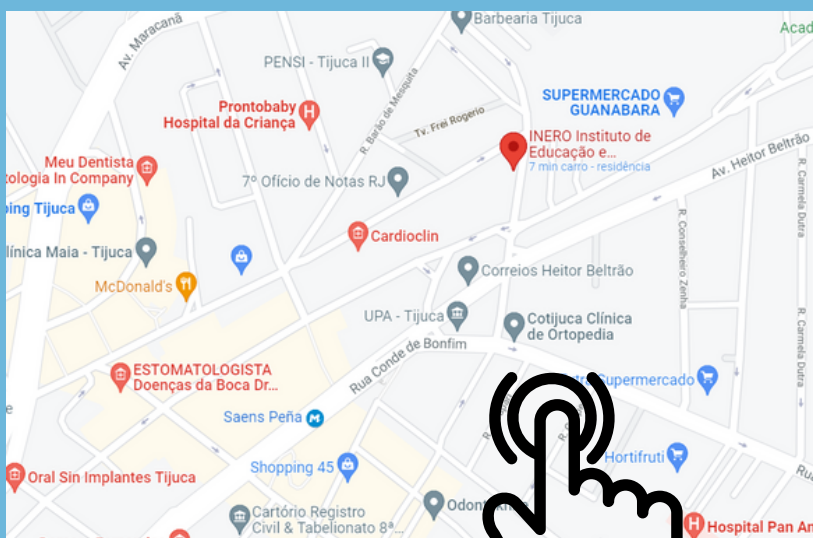 Barbearia Tijuca
Acad
Av. Maracanã
PENSI - Tijuca II
R. Barão de Mesquita
SUPERMERCADO
GUANABARA
Prontobaby
Hospital da Criança
Tv. Frei Rogerio
INERO Instituto de
Educação e...
7 min carro - residência
Av. Heitor Beltrão
R. Carmela Dutra
Meu Dentista
tologia In Company
7º Ofício de Notas RJ
ping Tijuca
R. Conselheiro Zenha
Cardioclin
línica Maia - Tijuca
Correios Heitor Beltrão
McDonald's
UPA - Tijuca
Cotijuca Clínica
de Ortopedia
R. Carmela Dutra
Rua Conde de Bonfim
ESTOMATOLOGISTA
Doenças da Boca Dr...
Supermercado
e
Saens Peña
Shopping 45
Hortifruti
Oral Sin Implantes Tijuca
Rua
Cartório Registro
Civil & Tabelionato 8ª...
Hospital Pan Am